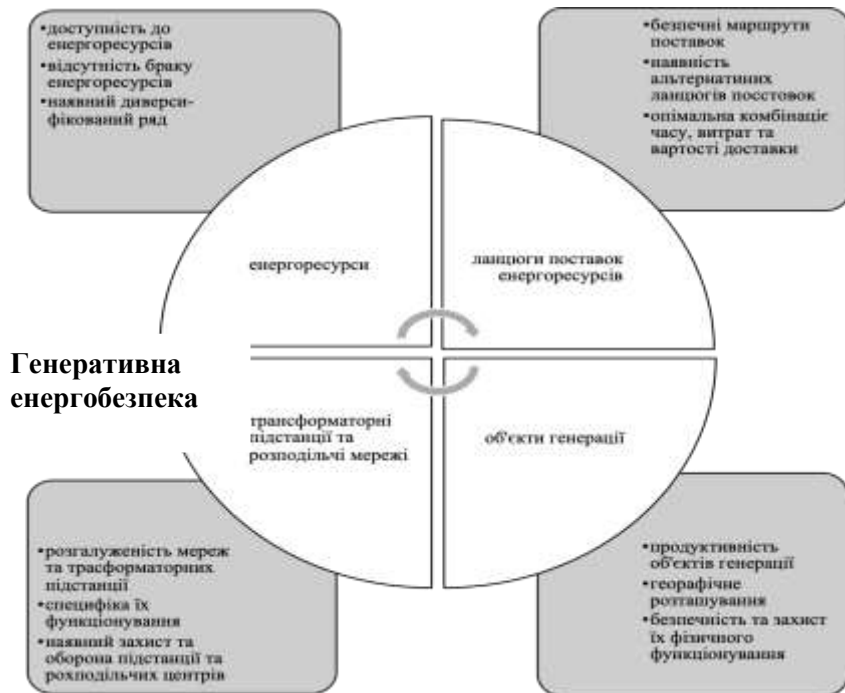 •доступність до
енергоресурсів
•відсутність браку
енергоресурсів
•наявний диверси-
фікований ряд
•безпечні маршрути
поставок
•наявність
альтернатиних
ланцюгів посстовок
•опімальна комбінаціє
часу, витрат та
вартості доставки
енергоресурси
ланцюги поставок
енергоресурсів
Генеративна
енергобезпека
трансформаторні
підстанції та
розподільчі мережі
об'єкти генерації
•розгалуженість мереж
та трасформаторних
підстанції
•специфіка їх
функціонування
•наявний захист та
оборона підстанції та
рохподільчих центрів
•продуктивність
об'єктів генерації
•георафічне
розташування
•безпечність та захист
їх фізичного
функціонування